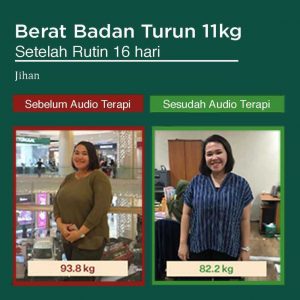 Berat Badan Turun 11kg
Setelah Rutin 16 hari
Jihan
Sebelum Audio Terapi
Sesudah Audio Terapi
93.8 kg
82.2 kg